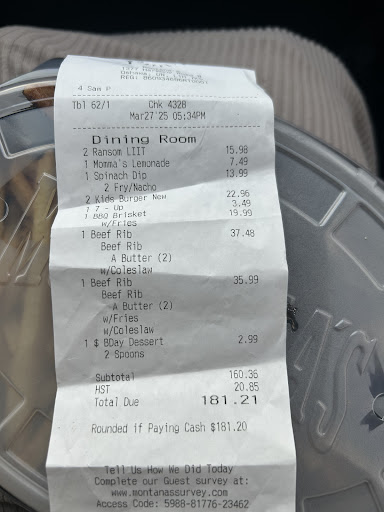 4 Sam P
Tbl 62/1 Chk 4328
Mar27'25 05:34PM
Dining Room
2 Ransom LIIT 15.98
1 Momma's Lemonade 7.49
1 Spinach Dip 13.99
2 Fry/Nacho
2 Kids Burger New 22.96
1 7 - Up 3.49
1 BBQ Brisket 19.99
w/Fries
1 Beef Rib 37.48
Beef Rib
A Butter (2)
w/Coleslaw
1 Beef Rib 35.99
Beef Rib
A Butter (2)
w/Fries
w/Coleslaw
1 $ BDay Dessert 2.99
2 Spoons
Subtotal 160.36
HST 20.85
Total Due 181.21
Rounded if Paying Cash $181.20
Tell Us How We Did Today
Complete our Guest survey at:
www.montanassurvey.com
Access Code: 5988-81776-23462